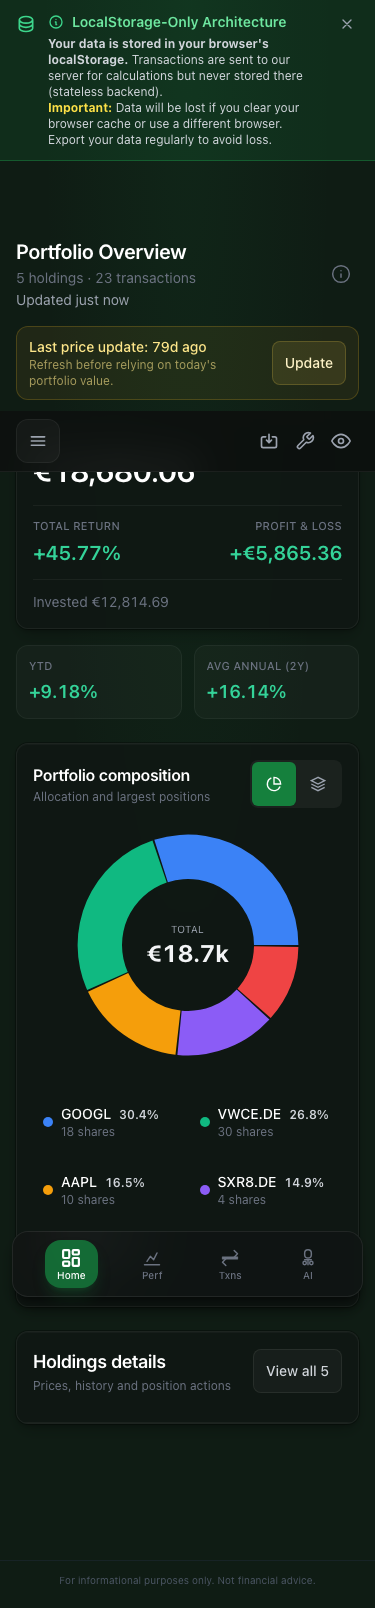 LocalStorage-Only Architecture
Your data is stored in your browser's
localStorage. Transactions are sent to our
server for calculations but never stored there
(stateless backend).
Important: Data will be lost if you clear your
browser cache or use a different browser.
Export your data regularly to avoid loss.
Portfolio Overview
5 holdings · 23 transactions
Updated just now
Last price update: 79d ago
Refresh before relying on today's
portfolio value.
Update
€18,680.06
TOTAL RETURN
PROFIT & LOSS
+45.77%
+€5,865.36
Invested €12,814.69
YTD
+9.18%
AVG ANNUAL (2Y)
+16.14%
Portfolio composition
Allocation and largest positions
TOTAL
€18.7k
GOOGL 30.4%
18 shares
VWCE.DE 26.8%
30 shares
AAPL 16.5%
10 shares
SXR8.DE 14.9%
4 shares
Home
Perf
Txns
AI
Holdings details
Prices, history and position actions
View all 5
For informational purposes only. Not financial advice.